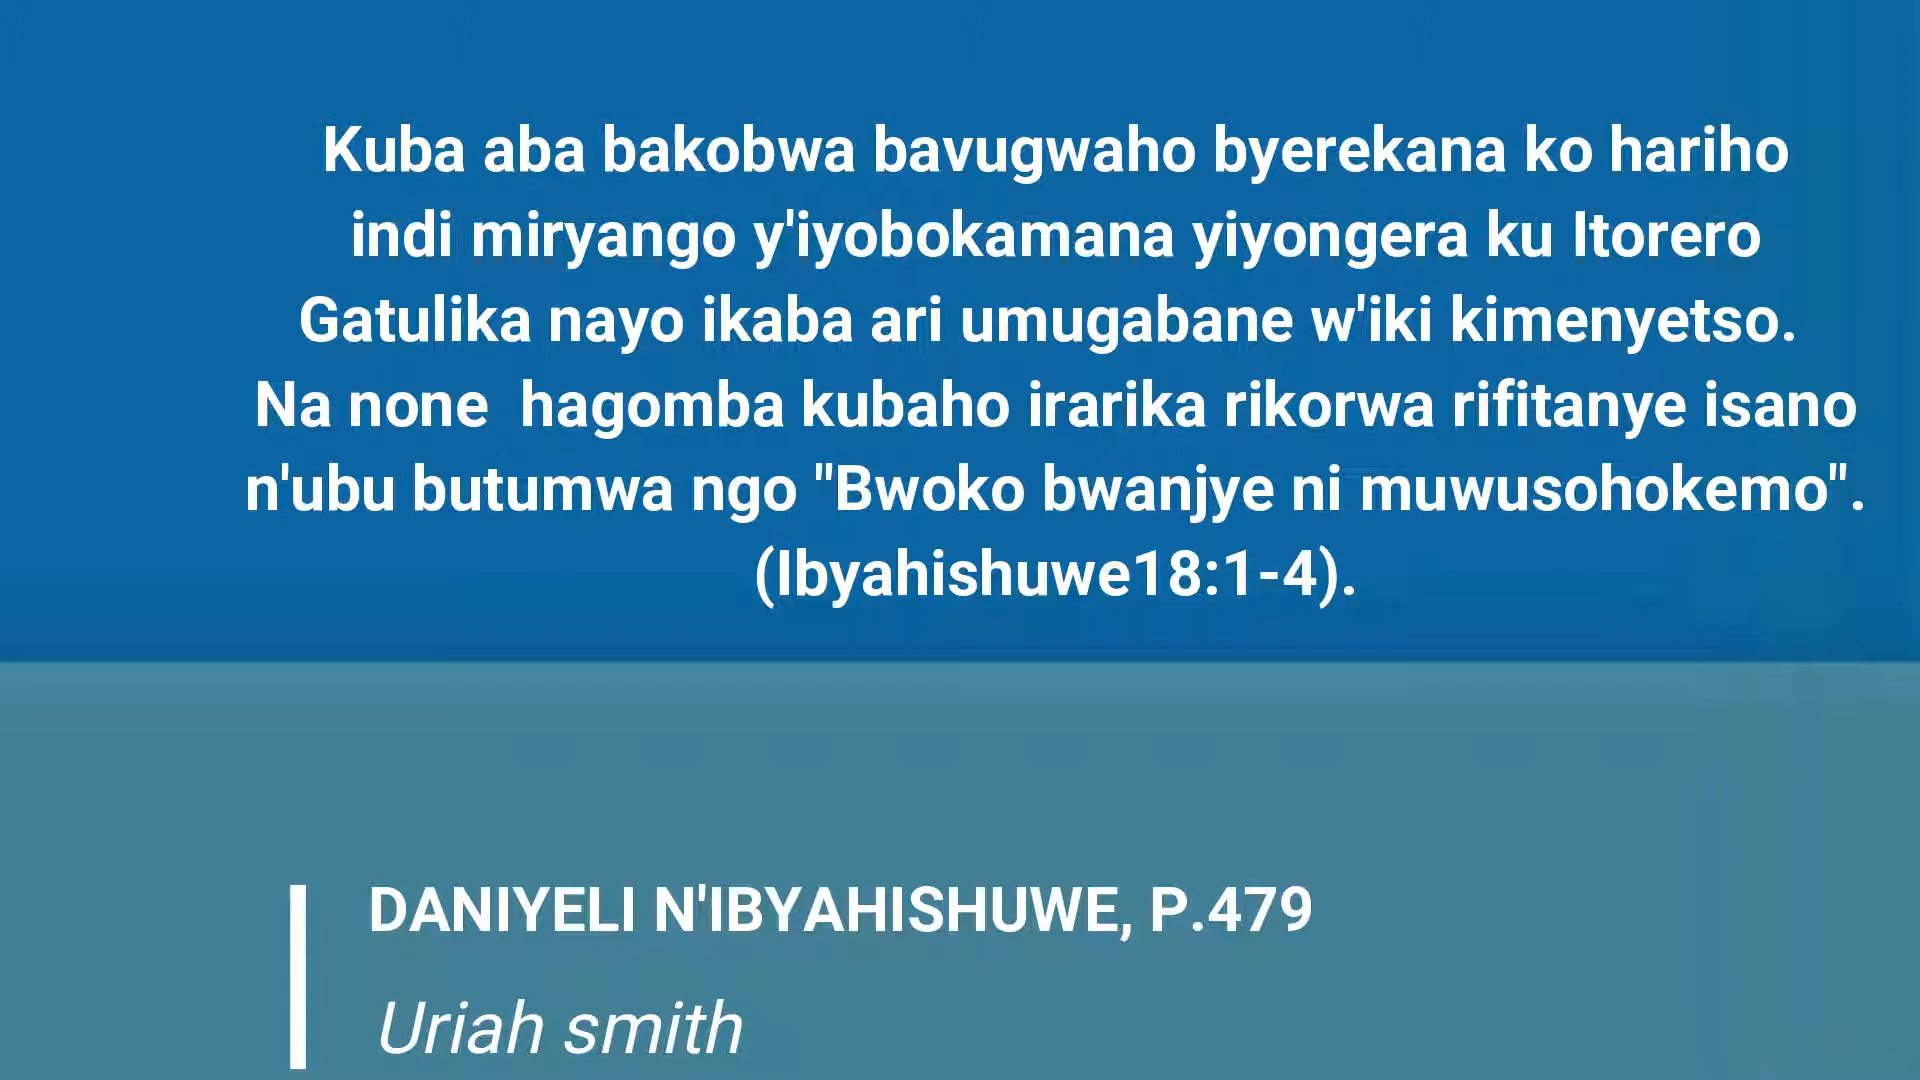 Kuba aba bakobwa bavugwaho byerekana ko hariho
indi miryango y'iyobokamana yiyongera ku Itorero
Gatulika nayo ikaba ari umugabane w'iki kimenyetso.
Na none  hagomba kubaho irarika rikorwa rifitanye isano
n'ubu butumwa ngo "Bwoko bwanjye ni muwusohokemo".
(Ibyahishuwe18:1-4).
DANIYELI N'IBYAHISHUWE, P.479
Uriah smith